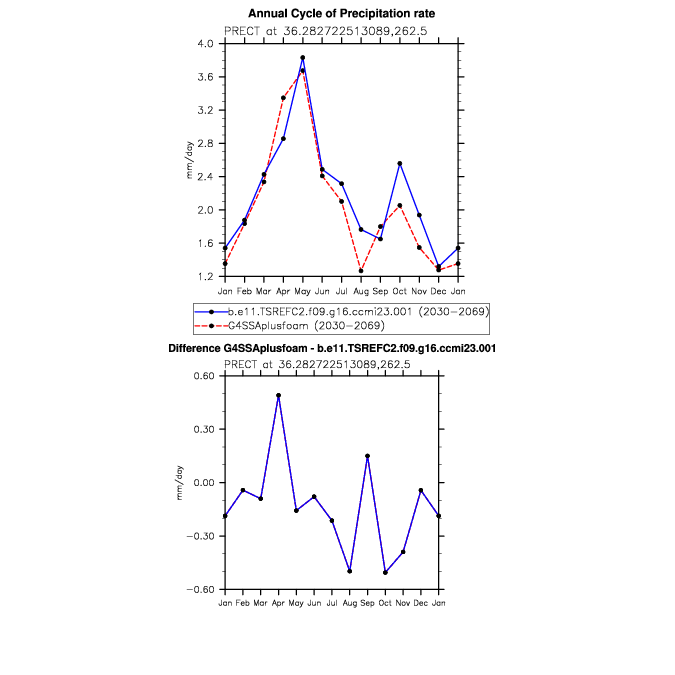 Annual Cycle of Precipitation rate
PRECT at 36.282722513089,262.5
4.0
3.6
3.2
2.8
2.4
2.0
1.6
1.2
mm/day
Jan Feb Mar Apr May Jun Jul Aug Sep Oct Nov Dec Jan
b.e11.TSREFC2.f09.g16.ccmi23.001 (2030-2069)
G4SSAplusfoam (2030-2069)
Difference G4SSAplusfoam - b.e11.TSREFC2.f09.g16.ccmi23.001
PRECT at 36.282722513089,262.5
0.60
0.30
0.00
-0.30
-0.60
mm/day
Jan Feb Mar Apr May Jun Jul Aug Sep Oct Nov Dec Jan